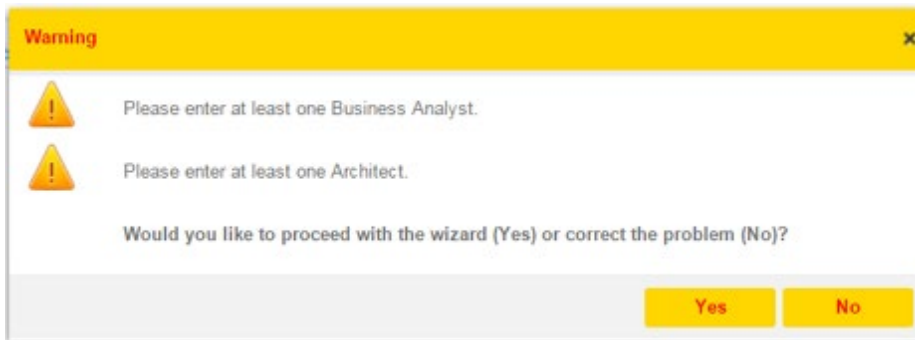 Warning
Please enter at least one Business Analyst.
Please enter at least one Architect.
Would you like to proceed with the wizard (Yes) or correct the problem (No)?
Yes No